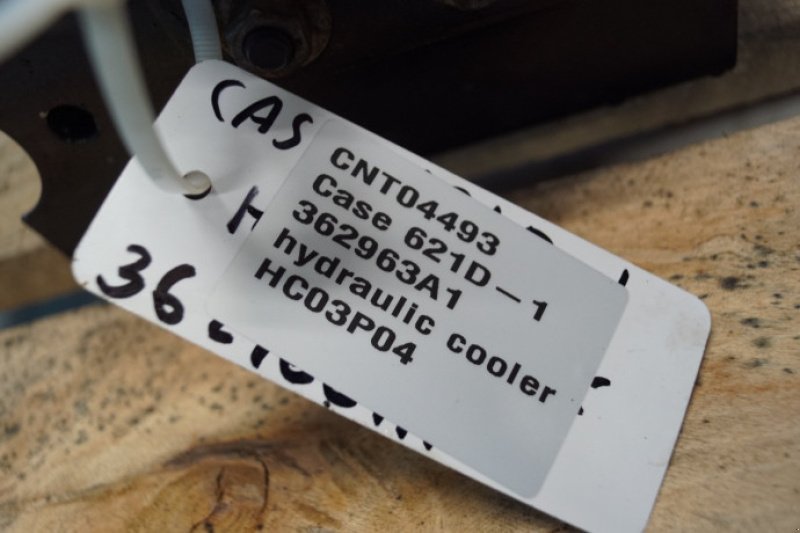 CAS
CNT04493
Case 621D-1
362963A1
hydraulic cooler
HC03P04
36